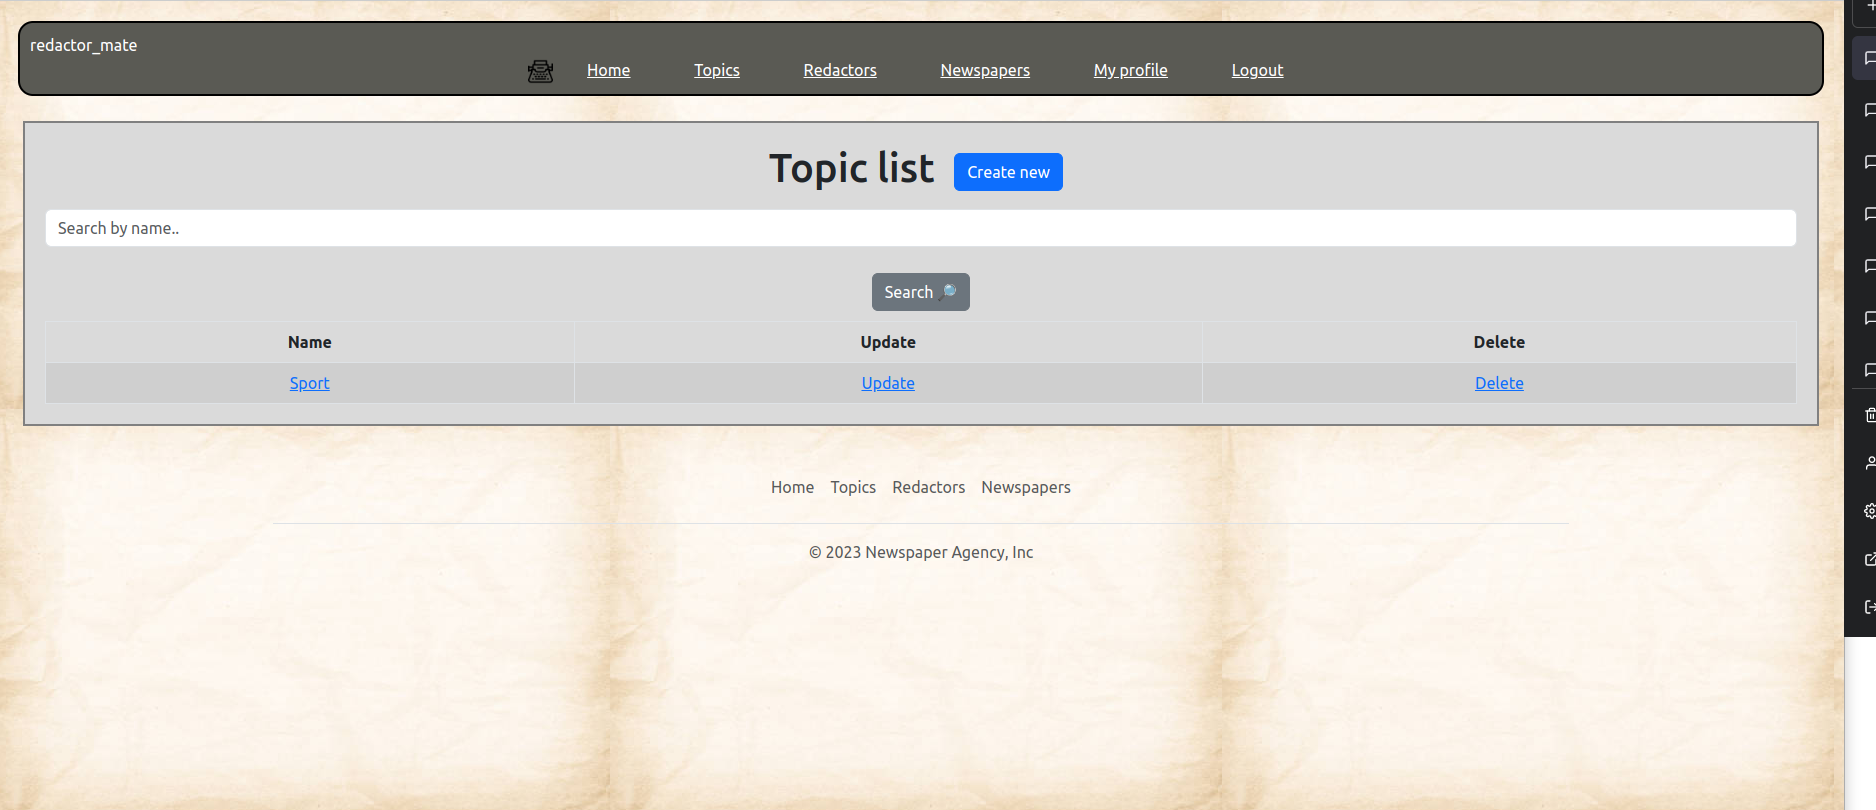 redactor_mate
Home Topics Redactors Newspapers My profile Logout
Topic list Create new
Search by name..
Search
Name Update Delete
Sport Update Delete
Home Topics Redactors Newspapers
© 2023 Newspaper Agency, Inc